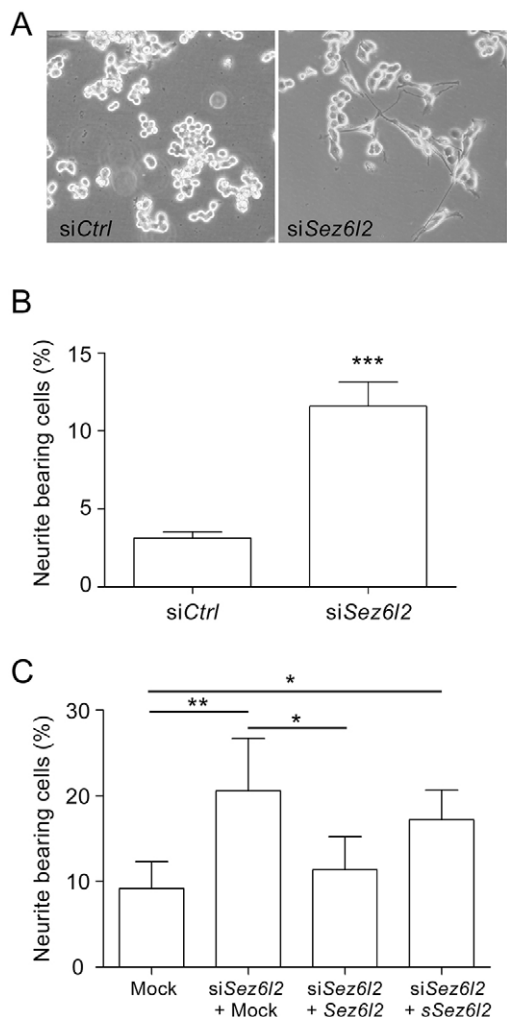 A
siCtrl
siSez6l2
B
Neurite bearing cells (%)
15
10
5
0
***
siCtrl
siSez6l2
C
Neurite bearing cells (%)
30
20
10
0
*
**
*
Mock
siSez6l2
+ Mock
siSez6l2
+ Sez6l2
siSez6l2
+ sSez6l2